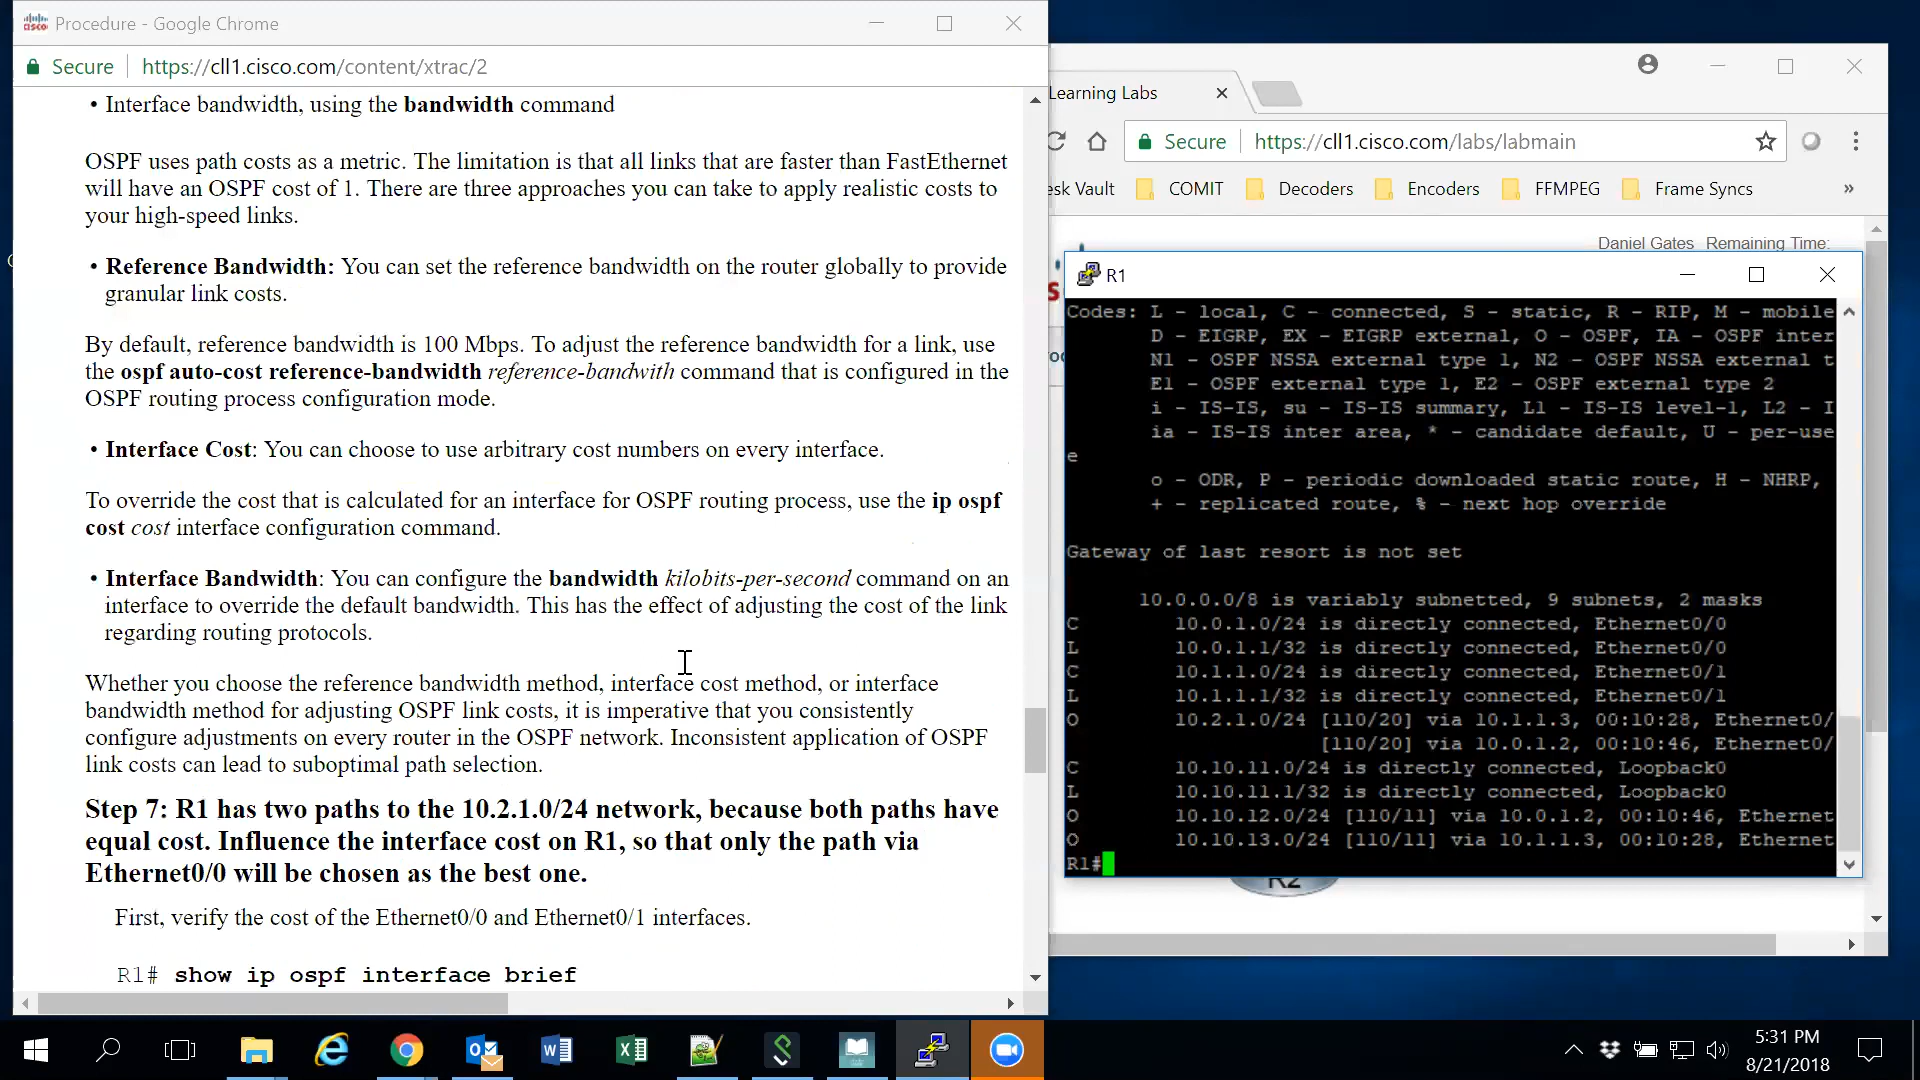 Procedure - Google Chrome
Secure
https://cll1.cisco.com/content/xtrac/2
• Interface bandwidth, using the bandwidth command
OSPF uses path costs as a metric. The limitation is that all links that are faster than FastEthernet
will have an OSPF cost of 1. There are three approaches you can take to apply realistic costs to
your high-speed links.
• Reference Bandwidth: You can set the reference bandwidth on the router globally to provide
granular link costs.
By default, reference bandwidth is 100 Mbps. To adjust the reference bandwidth for a link, use
the ospf auto-cost reference-bandwidth reference-bandwith command that is configured in the
OSPF routing process configuration mode.
• Interface Cost: You can choose to use arbitrary cost numbers on every interface.
To override the cost that is calculated for an interface for OSPF routing process, use the ip ospf
cost cost interface configuration command.
• Interface Bandwidth: You can configure the bandwidth kilobits-per-second command on an
interface to override the default bandwidth. This has the effect of adjusting the cost of the link
regarding routing protocols.
Whether you choose the reference bandwidth method, interface cost method, or interface
bandwidth method for adjusting OSPF link costs, it is imperative that you consistently
configure adjustments on every router in the OSPF network. Inconsistent application of OSPF
link costs can lead to suboptimal path selection.
Step 7: R1 has two paths to the 10.2.1.0/24 network, because both paths have
equal cost. Influence the interface cost on R1, so that only the path via
Ethernet0/0 will be chosen as the best one.
First, verify the cost of the Ethernet0/0 and Ethernet0/1 interfaces.
R1# show ip ospf interface brief
Learning Labs
Secure
https://cll1.cisco.com/labs/labmain
esk Vault COMIT Decoders Encoders FFMPEG Frame Syncs »
Daniel Gates Remaining Time:
R1
Codes: L - local, C - connected, S - static, R - RIP, M - mobile
D - EIGRP, EX - EIGRP external, O - OSPF, IA - OSPF inter
N1 - OSPF NSSA external type 1, N2 - OSPF NSSA external t
E1 - OSPF external type 1, E2 - OSPF external type 2
i - IS-IS, su - IS-IS summary, L1 - IS-IS level-1, L2 - I
ia - IS-IS inter area, * - candidate default, U - per-use
e
o - ODR, P - periodic downloaded static route, H - NHRP,
+ - replicated route, % - next hop override
Gateway of last resort is not set
10.0.0.0/8 is variably subnetted, 9 subnets, 2 masks
C 10.0.1.0/24 is directly connected, Ethernet0/0
L 10.0.1.1/32 is directly connected, Ethernet0/0
C 10.1.1.0/24 is directly connected, Ethernet0/1
L 10.1.1.1/32 is directly connected, Ethernet0/1
O 10.2.1.0/24 [110/20] via 10.1.1.3, 00:10:28, Ethernet0/
[110/20] via 10.0.1.2, 00:10:46, Ethernet0/
C 10.10.11.0/24 is directly connected, Loopback0
L 10.10.11.1/32 is directly connected, Loopback0
O 10.10.12.0/24 [110/11] via 10.0.1.2, 00:10:46, Ethernet
O 10.10.13.0/24 [110/11] via 10.1.1.3, 00:10:28, Ethernet
R1#
R2
5:31 PM
8/21/2018